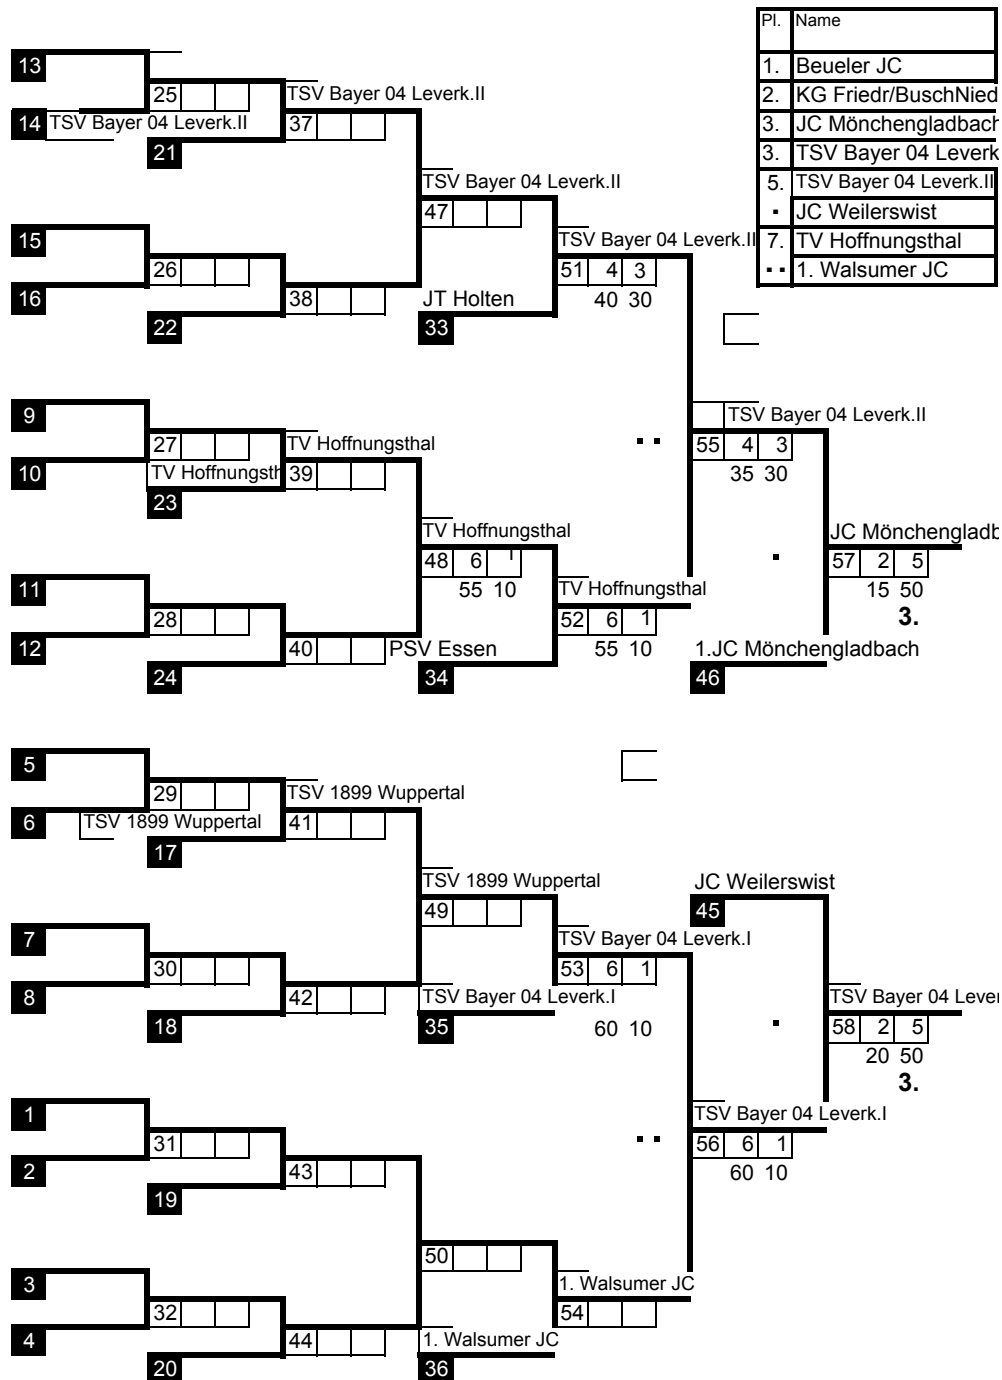 Pl. Name
1. Beueler JC
2. KG Friedr/BuschNied
3. JC Mönchengladbach
3. TSV Bayer 04 Leverk
5. TSV Bayer 04 Leverk.II
. JC Weilerswist
7. TV Hoffnungsthal
.. 1. Walsumer JC
13
25 TSV Bayer 04 Leverk.II
14 TSV Bayer 04 Leverk.II 37
21
TSV Bayer 04 Leverk.II
47
15 TSV Bayer 04 Leverk.II
26 51 4 3
16 38 JT Holten 40 30
22 33
9 TSV Bayer 04 Leverk.II
27 TV Hoffnungsthal .. 55 4 3
10 TV Hoffnungsth 39 35 30
23
TV Hoffnungsthal JC Mönchengladb
48 6 1 . 57 2 5
11 55 10 TV Hoffnungsthal 15 50
28 52 6 1 3.
12 40 PSV Essen 55 10 1.JC Mönchengladbach
24 34 46
5
29 TSV 1899 Wuppertal
6 TSV 1899 Wuppertal 41
17
TSV 1899 Wuppertal JC Weilerswist
49 45
7 TSV Bayer 04 Leverk.I
30 53 6 1
8 42 TSV Bayer 04 Leverk.I TSV Bayer 04 Lever
18 35 60 10 . 58 2 5
20 50
3.
1 TSV Bayer 04 Leverk.I
31 .. 56 6 1
2 43 60 10
19
50
3 1. Walsumer JC
32 54
4 44 1. Walsumer JC
20 36